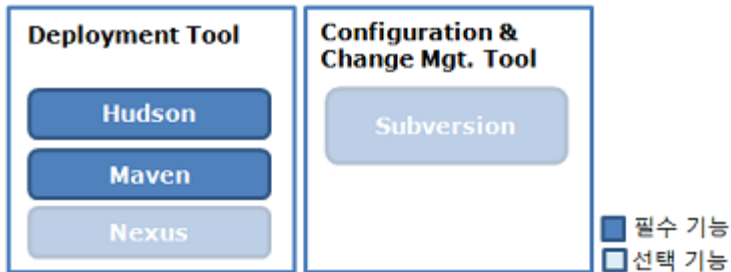 Deployment Tool
Hudson
Maven
Nexus
Configuration &
Change Mgt. Tool
Subversion
필수 기능
선택 기능